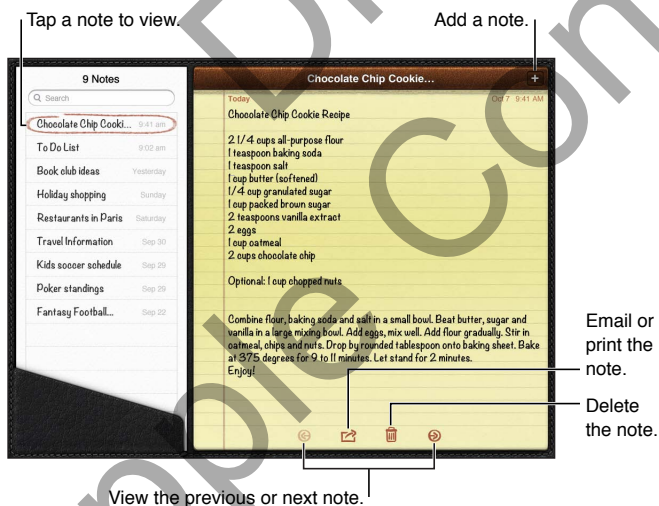 Tap a note to view.
Add a note.
9 Notes
Chocolate Chip Cookie...
+
Search
Chocolate Chip Cooki... 9:41 am
To Do List 9:02 am
Book club ideas Yesterday
Holiday shopping Sunday
Restaurants in Paris Saturday
Travel Information Sep 30
Kids soccer schedule Sep 29
Poker standings Sep 29
Fantasy Football... Sep 22
Today Oct 7 9:41 AM
Chocolate Chip Cookie Recipe
2 1/4 cups all-purpose flour
1 teaspoon baking soda
1 teaspoon salt
1 cup butter (softened)
1/4 cup granulated sugar
1 cup packed brown sugar
2 teaspoons vanilla extract
2 eggs
1 cup oatmeal
2 cups chocolate chip
Optional: 1 cup chopped nuts
Combine flour, baking soda and salt in a small bowl. Beat butter, sugar and
vanilla in a large mixing bowl. Add eggs, mix well. Add flour gradually. Stir in
oatmeal, chips and nuts. Drop by rounded tablespoon onto baking sheet. Bake
at 375 degrees for 9 to 11 minutes. Let stand for 2 minutes.
Enjoy!
Email or
print the
note.
Delete
the note.
View the previous or next note.